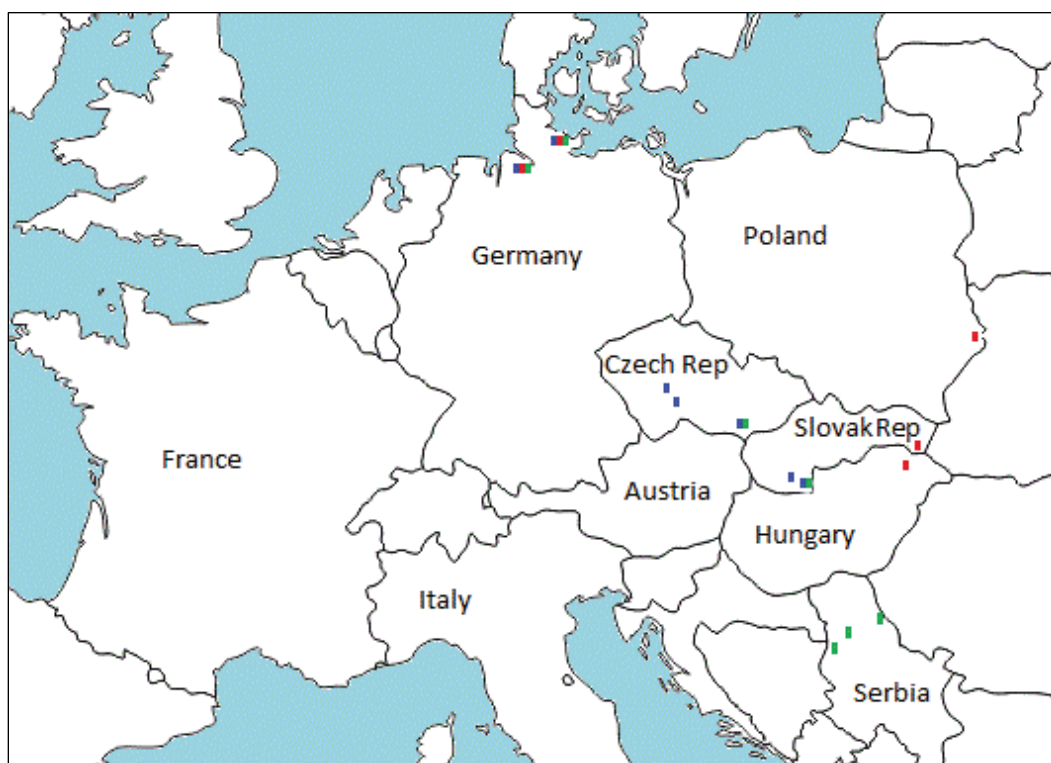 Poland
Germany
Czech Rep
Slovak Rep
France
Austria
Hungary
Italy
Serbia